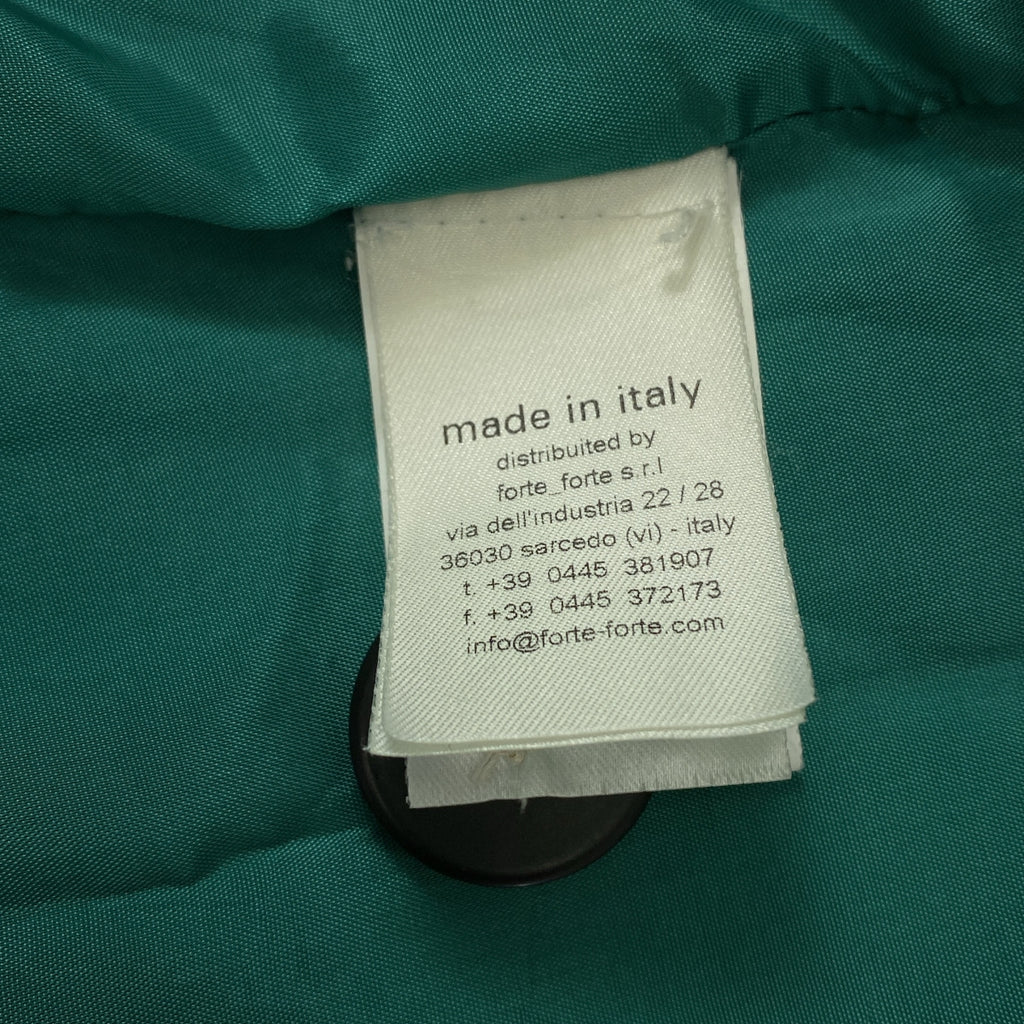 made in italy
distribuited by
forte_forte s.r.l
via dell'industria 22 / 28
36030 sarcedo (vi) - italy
t. +39 0445 381907
f. +39 0445 372173
info@forte-forte.com